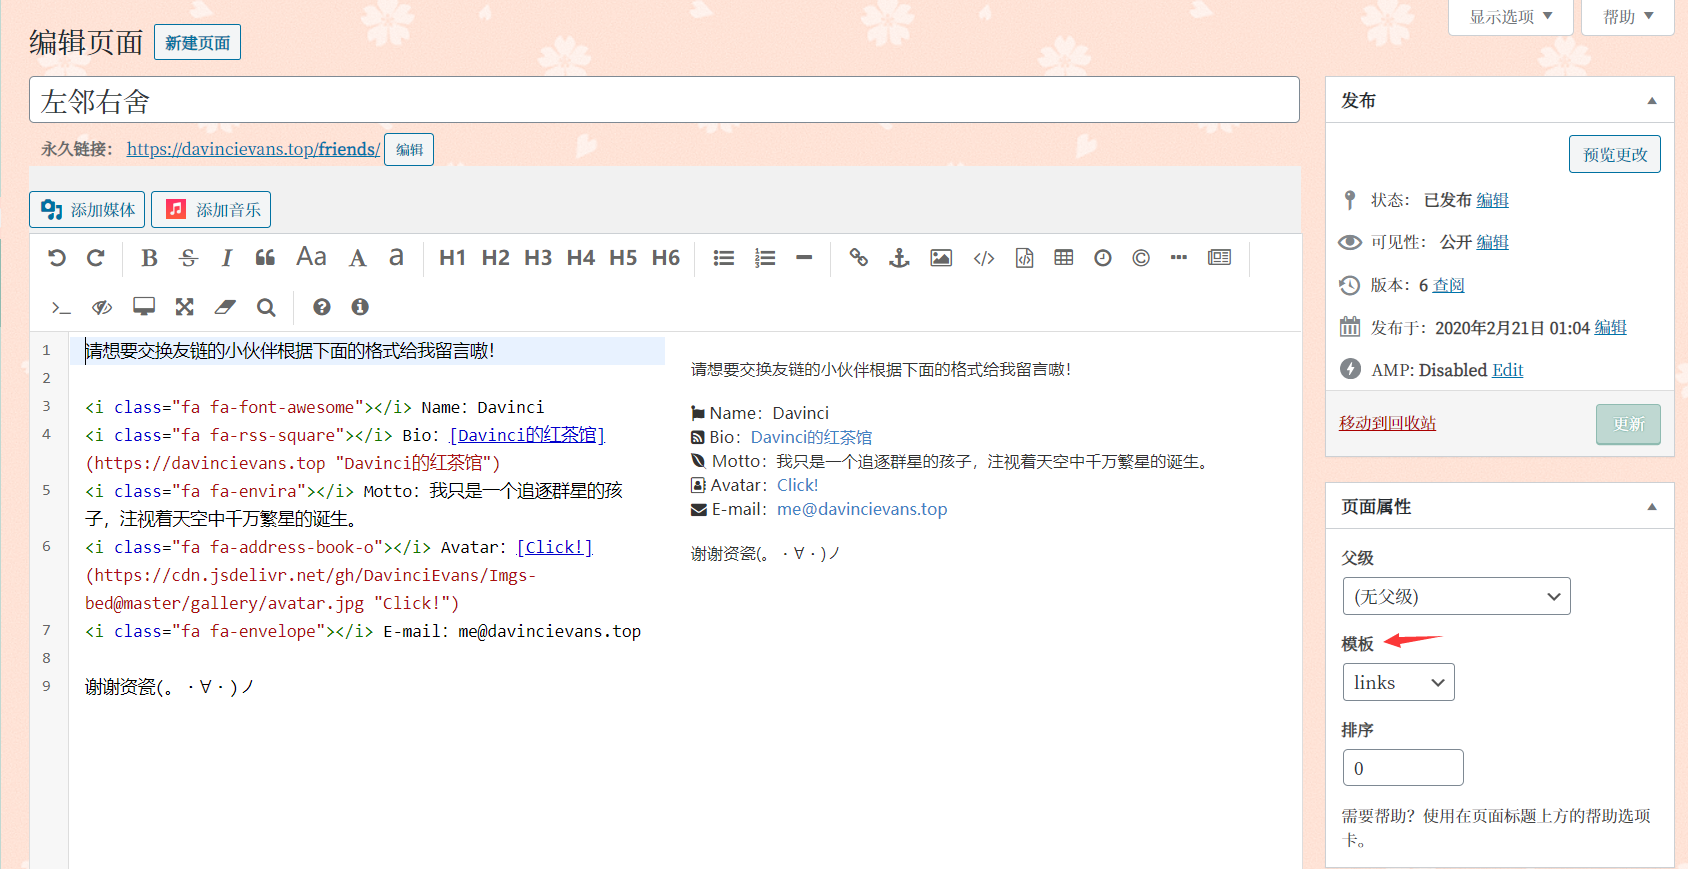 显示选项 ▼
帮助 ▼
编辑页面
新建页面
左邻右舍
永久链接： https://davincievans.top/friends/ 编辑
添加媒体
添加音乐
B S I Aa A a H1 H2 H3 H4 H5 H6
1 请想要交换友链的小伙伴根据下面的格式给我留言嗷！
2
3 <i class="fa fa-font-awesome"></i> Name：Davinci
4 <i class="fa fa-rss-square"></i> Bio：[Davinci的红茶馆]
(https://davincievans.top "Davinci的红茶馆")
5 <i class="fa fa-envira"></i> Motto：我只是一个追逐群星的孩
子，注视着天空中千万繁星的诞生。
6 <i class="fa fa-address-book-o"></i> Avatar：[Click!]
(https://cdn.jsdelivr.net/gh/DavinciEvans/Imgs-
bed@master/gallery/avatar.jpg "Click!")
7 <i class="fa fa-envelope"></i> E-mail：me@davincievans.top
8
9 谢谢资瓷(。・∀・)ノ
请想要交换友链的小伙伴根据下面的格式给我留言嗷！
Name：Davinci
Bio：Davinci的红茶馆
Motto：我只是一个追逐群星的孩子，注视着天空中千万繁星的诞生。
Avatar：Click!
E-mail：me@davincievans.top
谢谢资瓷(。・∀・)ノ
发布
预览更改
状态： 已发布 编辑
可见性： 公开 编辑
版本：6 查阅
发布于：2020年2月21日 01:04 编辑
AMP: Disabled Edit
移动到回收站
更新
页面属性
父级
(无父级)
模板
links
排序
0
需要帮助？使用在页面标题上方的帮助选项
卡。